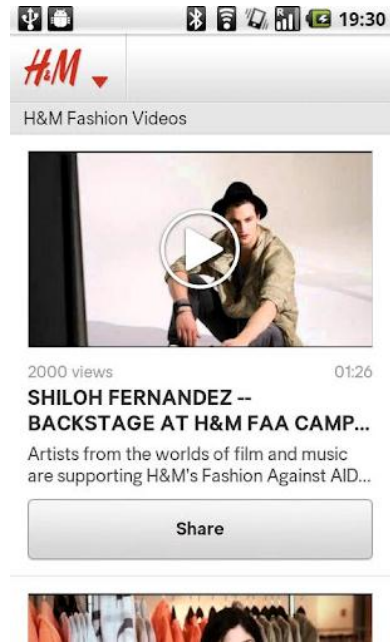 19:30
H&M
H&M Fashion Videos
2000 views 01:26
SHILOH FERNANDEZ --
BACKSTAGE AT H&M FAA CAMP...
Artists from the worlds of film and music
are supporting H&M's Fashion Against AID...
Share